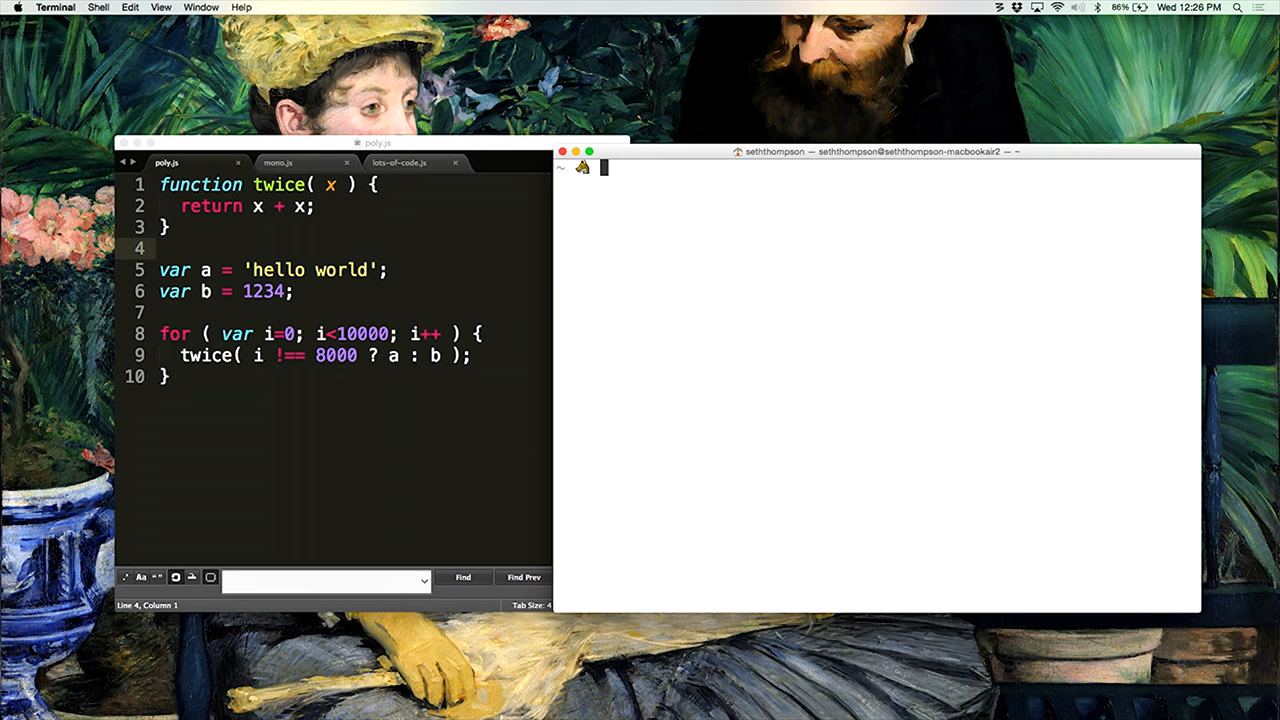 Terminal Shell Edit View Window Help 86% Wed 12:26 PM
poly.js
poly.js mono.js lots-of-code.js
1 function twice( x ) {
2   return x + x;
3 }
4
5 var a = 'hello world';
6 var b = 1234;
7
8 for ( var i=0; i<10000; i++ ) {
9   twice( i !== 8000 ? a : b );
10 }
.* Aa “” Find Find Prev
Line 4, Column 1 Tab Size: 4
seththompson — seththompson@seththompson-macbookair2 — ~
~